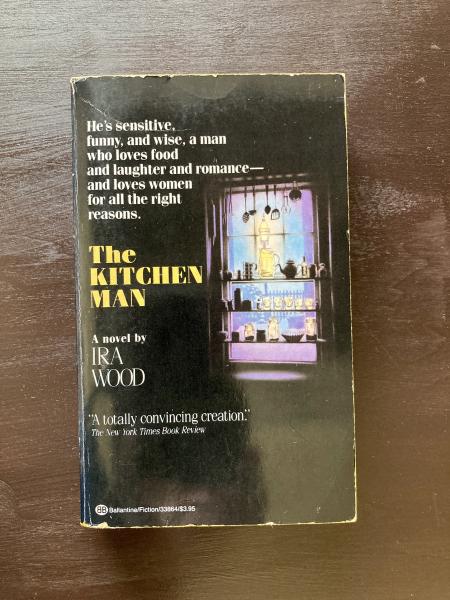 He's sensitive,
funny, and wise, a man
who loves food
and laughter and romance—
and loves women
for all the right
reasons.
The
KITCHEN
MAN
A novel by
IRA
WOOD
"A totally convincing creation."
The New York Times Book Review
BB Ballantine/Fiction/33864/$3.95